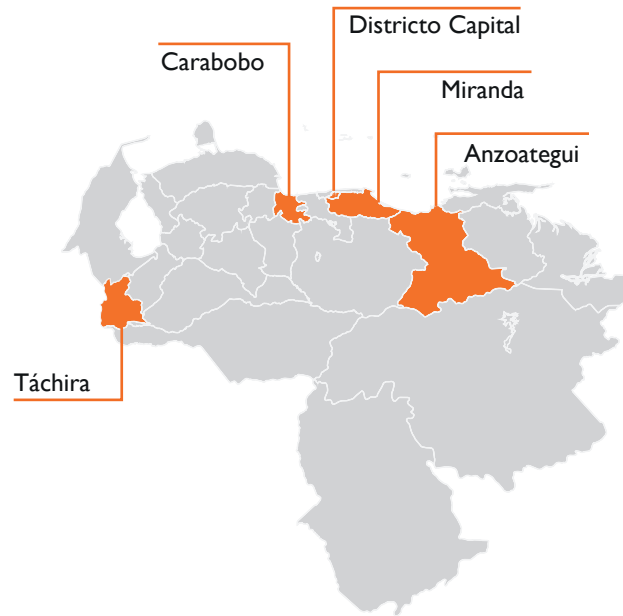 Districto Capital
Carabobo
Miranda
Anzoategui
Táchira